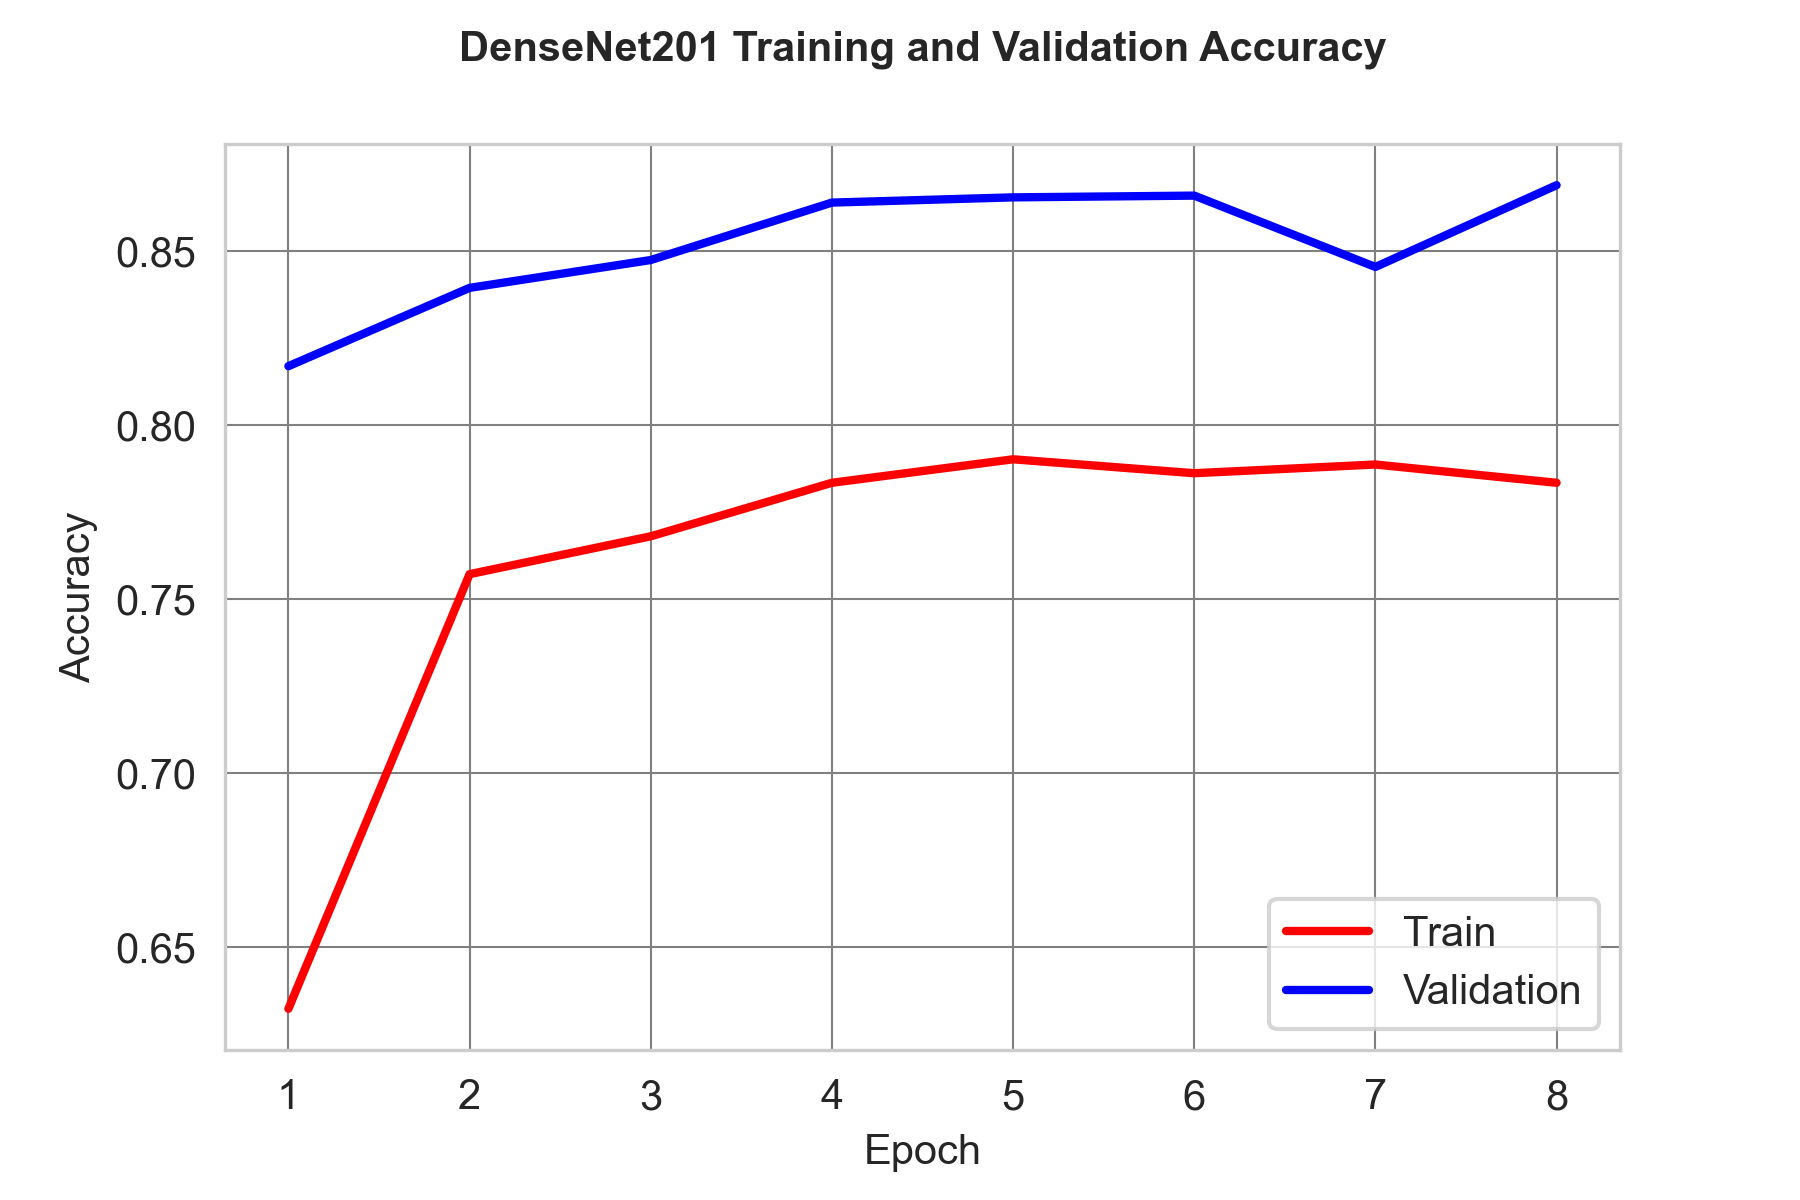 DenseNet201 Training and Validation Accuracy
0.85
0.80
0.75
0.70
0.65
Accuracy
Train
Validation
1 2 3 4 5 6 7 8
Epoch